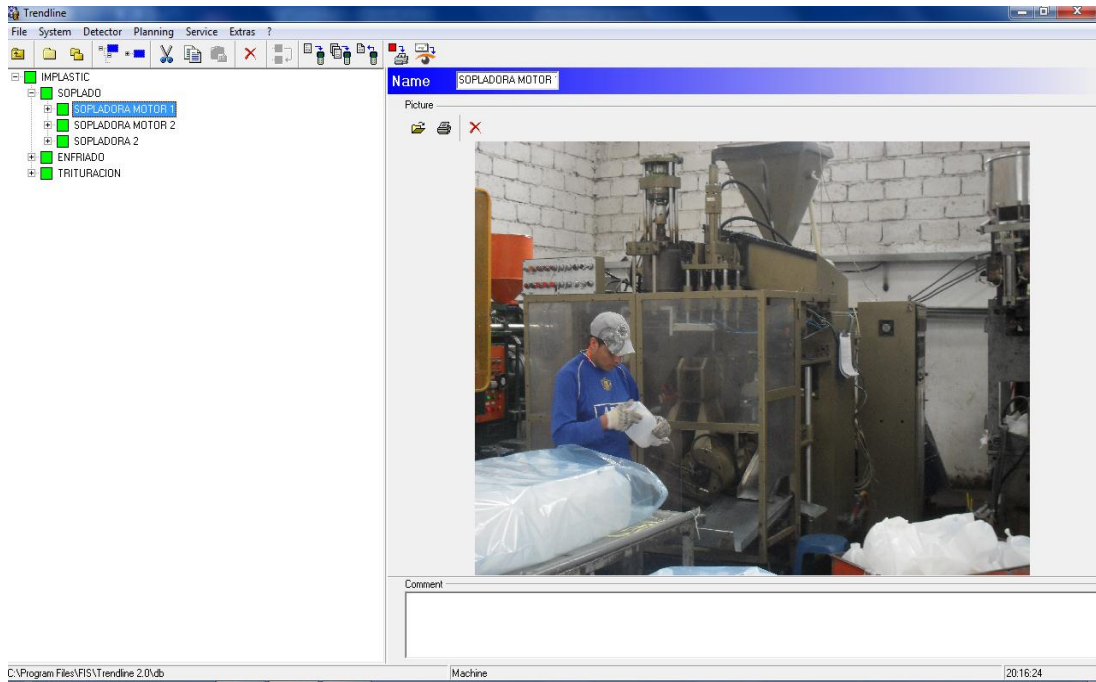 Trendline
File System Detector Planning Service Extras ?
IMPLASTIC
SOPLADO
SOPLADORA MOTOR 1
SOPLADORA MOTOR 2
SOPLADORA 2
ENFRIADO
TRITURACION
Name SOPLADORA MOTOR
Picture
Comment
C:\Program Files\FIS\Trendline 2.0\db Machine 20:16:24